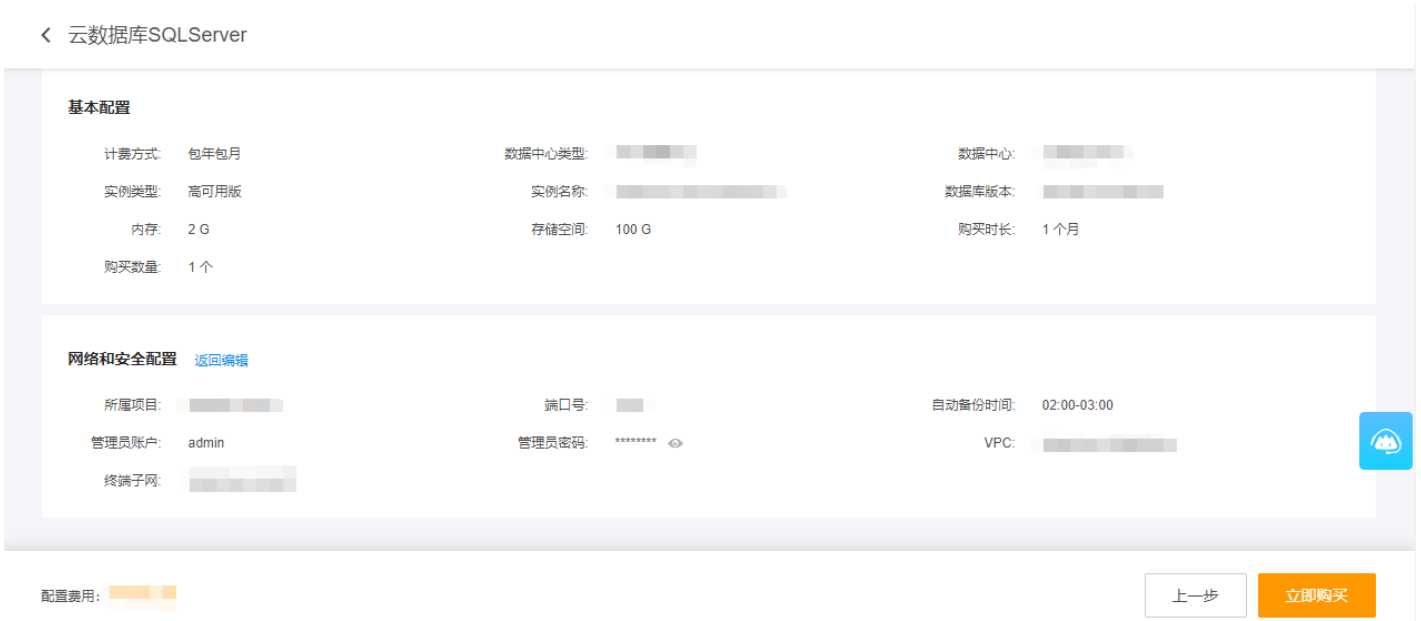 云数据库SQLServer
基本配置
计费方式: 包年包月 数据中心类型: 数据中心:
实例类型: 高可用版 实例名称: 数据库版本:
内存: 2 G 存储空间: 100 G 购买时长: 1 个月
购买数量: 1 个
网络和安全配置 返回编辑
所属项目: 端口号: 自动备份时间: 02:00-03:00
管理员账户: admin 管理员密码: ******** VPC:
终端子网:
配置费用: 上一步 立即购买